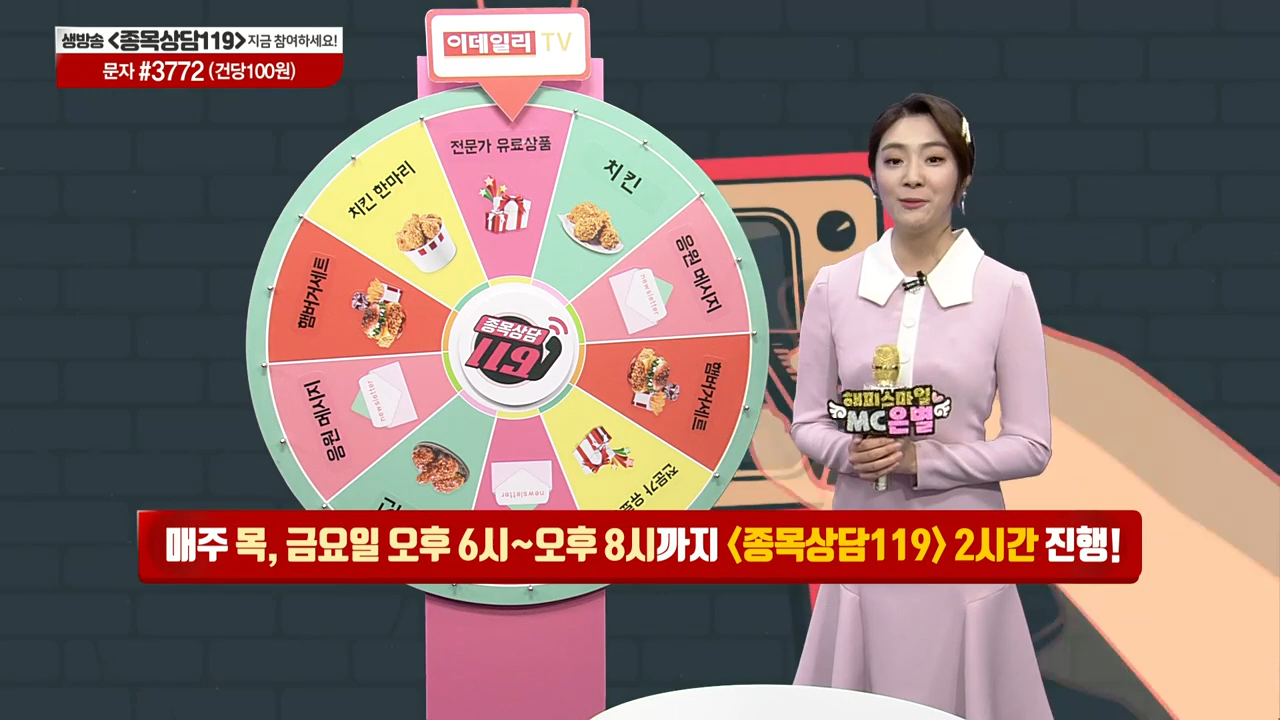 생방송 <종목상담119> 지금 참여하세요!
문자 #3772 (건당100원)
이데일리 TV
전문가 유료상품
치킨
응원 메시지
newsletter
햄버거세트
전문가 유료
newsletter
응원 메시지
newsletter
햄버거세트
치킨 한마리
종목상담
119
해피스마일
MC은별
매주 목, 금요일 오후 6시~오후 8시까지 <종목상담119> 2시간 진행!